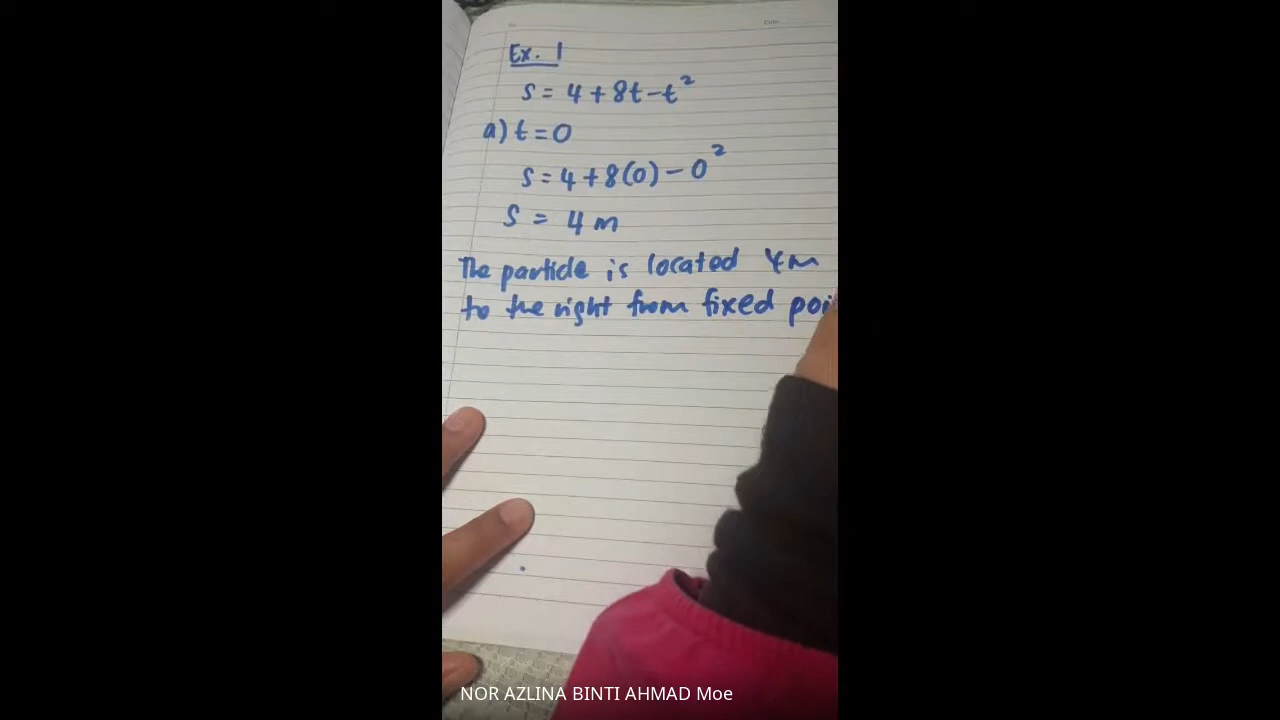 Ex. 1
s = 4 + 8t - t²
a) t = 0
s = 4 + 8(0) - 0²
s = 4 m
The particle is located 4m
to the right from fixed poi
NOR AZLINA BINTI AHMAD Moe